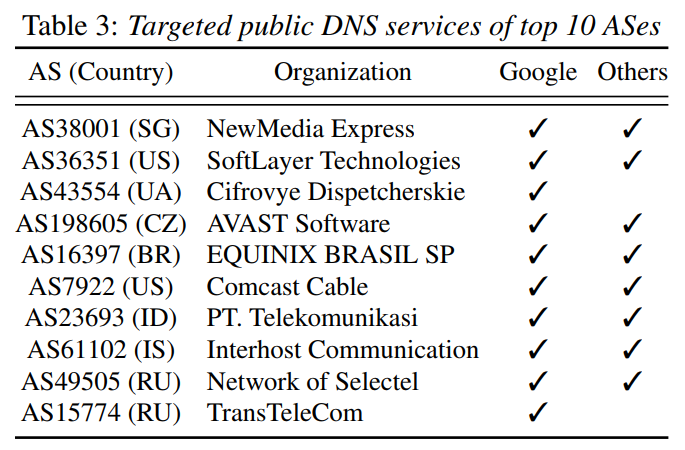 Table 3: Targeted public DNS services of top 10 ASes
AS (Country) Organization Google Others
AS38001 (SG) NewMedia Express ✓ ✓
AS36351 (US) SoftLayer Technologies ✓ ✓
AS43554 (UA) Cifrovye Dispetcherskie ✓
AS198605 (CZ) AVAST Software ✓ ✓
AS16397 (BR) EQUINIX BRASIL SP ✓ ✓
AS7922 (US) Comcast Cable ✓ ✓
AS23693 (ID) PT. Telekomunikasi ✓ ✓
AS61102 (IS) Interhost Communication ✓ ✓
AS49505 (RU) Network of Selectel ✓ ✓
AS15774 (RU) TransTeleCom ✓